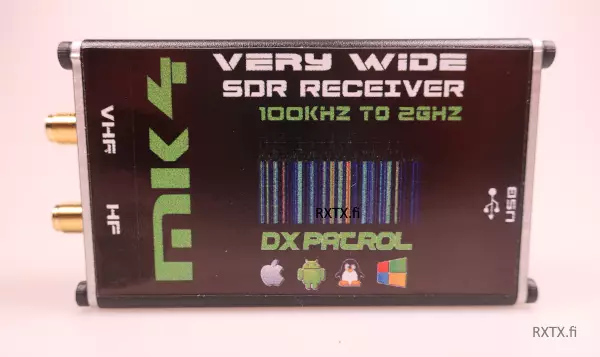 VERY WIDE
SDR RECEIVER
100KHZ TO 2GHZ
MK4
VHF
HF
USB
RXTX.fi
DX PATROL
RXTX.fi